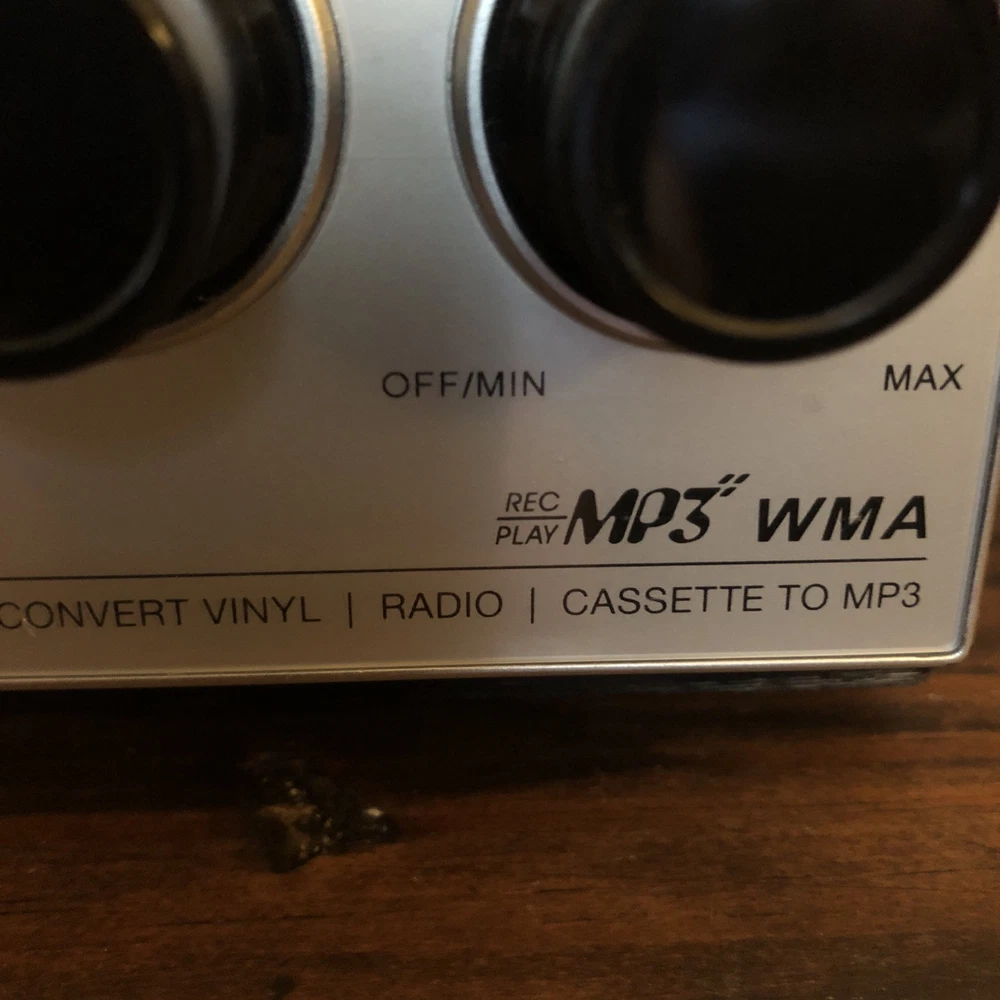 OFF/MIN MAX
REC
PLAY MP3 WMA
CONVERT VINYL | RADIO | CASSETTE TO MP3